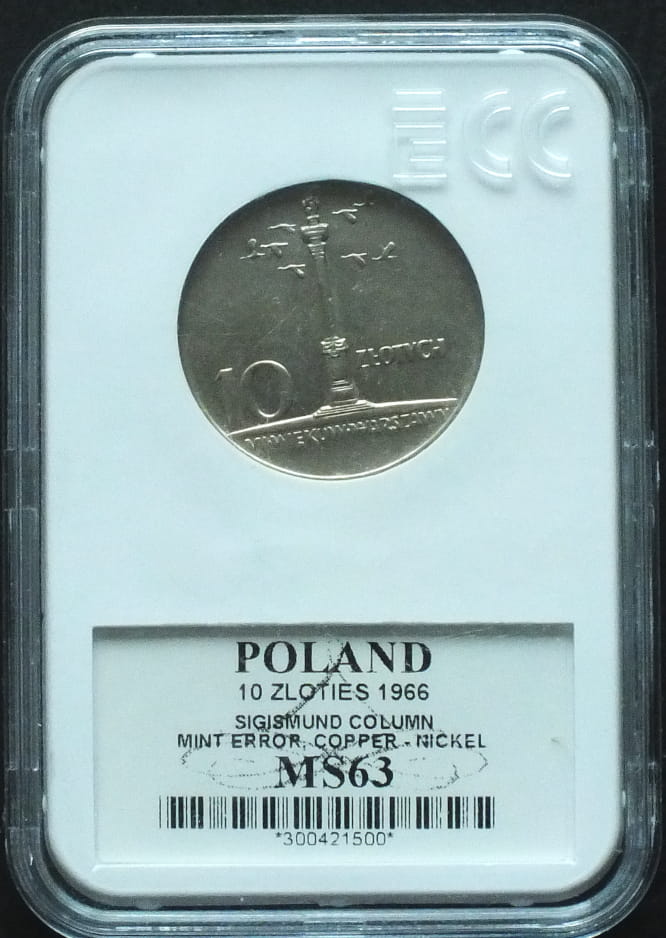 ECC
10 ZŁOTYCH
W VII WIEKÓW WARSZAWY
POLAND
10 ZLOTIES 1966
SIGISMUND COLUMN
MINT ERROR, COPPER - NICKEL
MS63
*300421500*